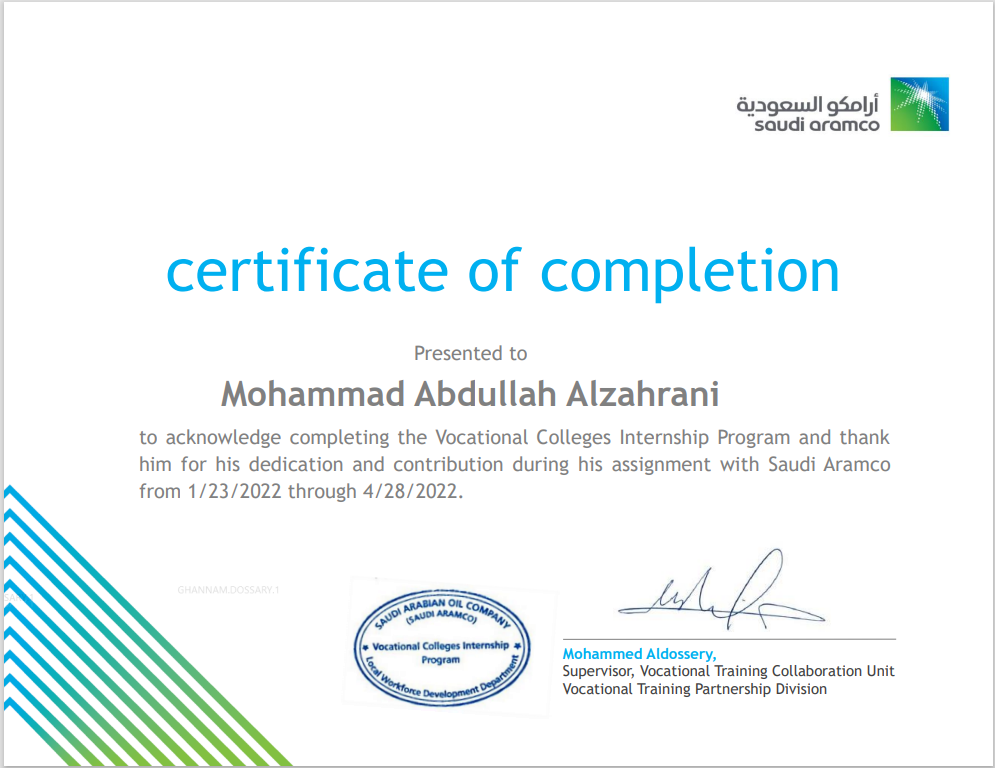 أرامكو السعودية
saudi aramco
certificate of completion
Presented to
Mohammad Abdullah Alzahrani
to acknowledge completing the Vocational Colleges Internship Program and thank
him for his dedication and contribution during his assignment with Saudi Aramco
from 1/23/2022 through 4/28/2022.
GHANNAM.DOSSARY.1
SAUDI ARABIAN OIL COMPANY
(SAUDI ARAMCO)
Vocational Colleges Internship
Program
Local Workforce Development Department
Mohammed Aldossery,
Supervisor, Vocational Training Collaboration Unit
Vocational Training Partnership Division